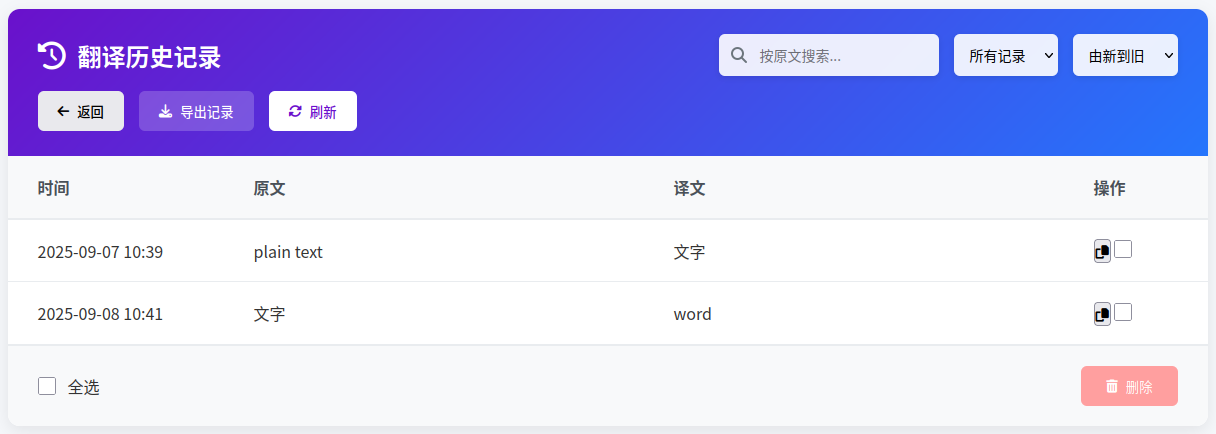 翻译历史记录
按原文搜索...
所有记录
由新到旧
返回
导出记录
刷新
时间 原文 译文 操作
2025-09-07 10:39 plain text 文字
2025-09-08 10:41 文字 word
全选
删除